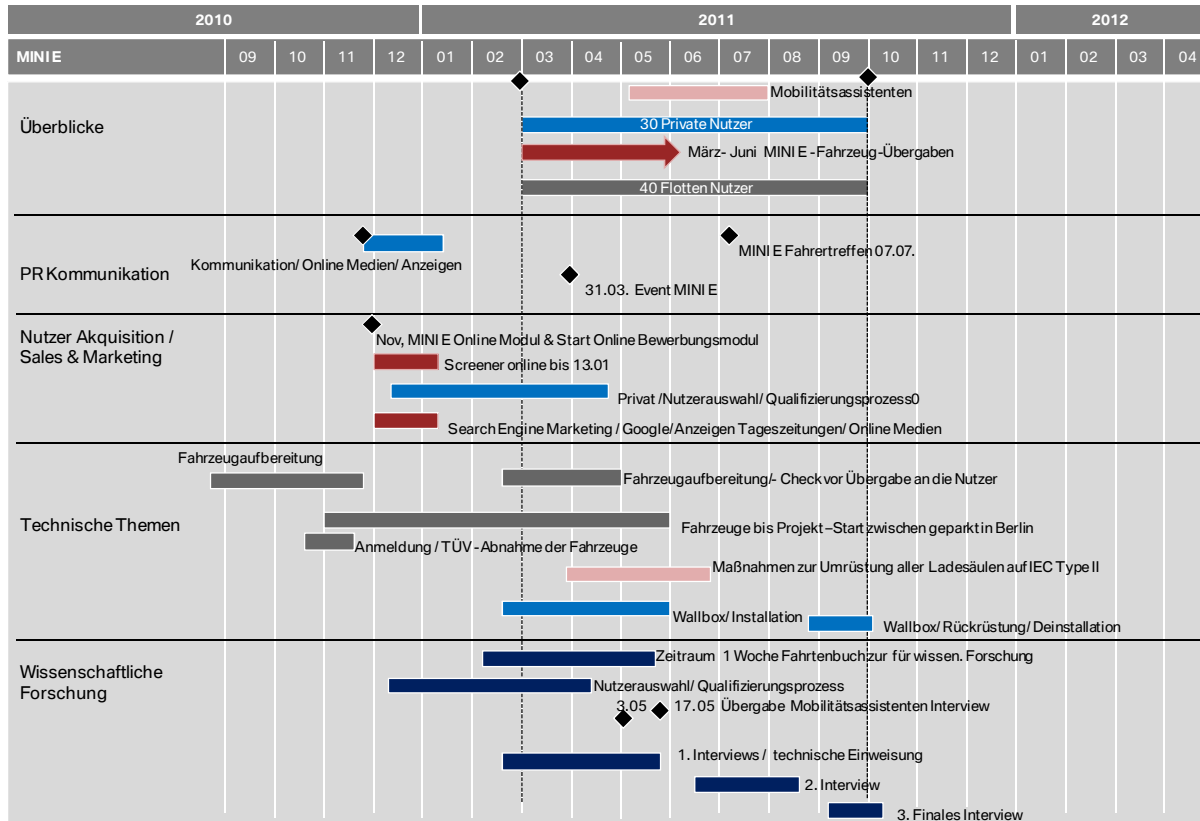 2010 2011 2012
MINI E 09 10 11 12 01 02 03 04 05 06 07 08 09 10 11 12 01 02 03 04
Überblicke
Mobilitätsassistenten
30 Private Nutzer
März- Juni MINI E - Fahrzeug-Übergaben
40 Flotten Nutzer
PR Kommunikation
Kommunikation/ Online Medien/ Anzeigen
MINI E Fahrertreffen 07.07.
31.03. Event MINI E
Nutzer Akquisition /
Sales & Marketing
Nov, MINI E Online Modul & Start Online Bewerbungsmodul
Screener online bis 13.01
Privat /Nutzerauswahl/ Qualifizierungsprozess0
Search Engine Marketing / Google/Anzeigen Tageszeitungen/ Online Medien
Technische Themen
Fahrzeugaufbereitung
Fahrzeugaufbereitung/- Check vor Übergabe an die Nutzer
Fahrzeuge bis Projekt –Start zwischen geparkt in Berlin
Anmeldung / TÜV -Abnahme der Fahrzeuge
Maßnahmen zur Umrüstung aller Ladesäulen auf IEC Type II
Wallbox/ Installation
Wallbox/ Rückrüstung/ Deinstallation
Wissenschaftliche
Forschung
Zeitraum 1 Woche Fahrtenbuch zur für wissen. Forschung
Nutzerauswahl/ Qualifizierungsprozess
3.05 17.05 Übergabe Mobilitätsassistenten Interview
1. Interviews / technische Einweisung
2. Interview
3. Finales Interview